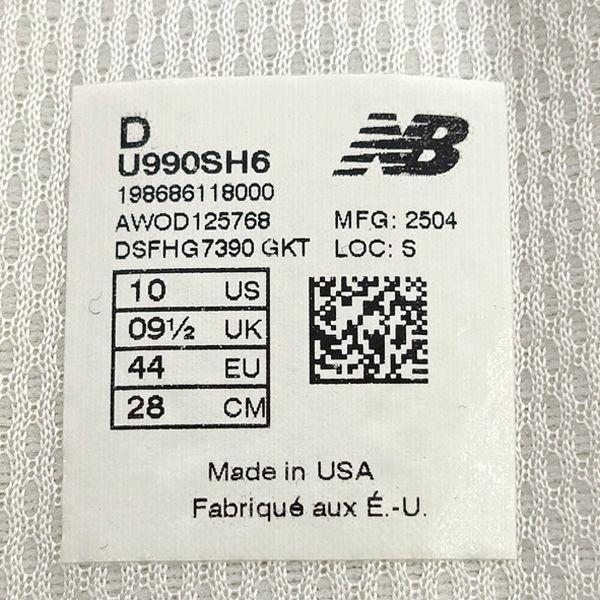 D
U990SH6
NB
198686118000
AWOD125768 MFG: 2504
DSFHG7390 GKT LOC: S
10 US
09½ UK
44 EU
28 CM
Made in USA
Fabriqué aux É.-U.